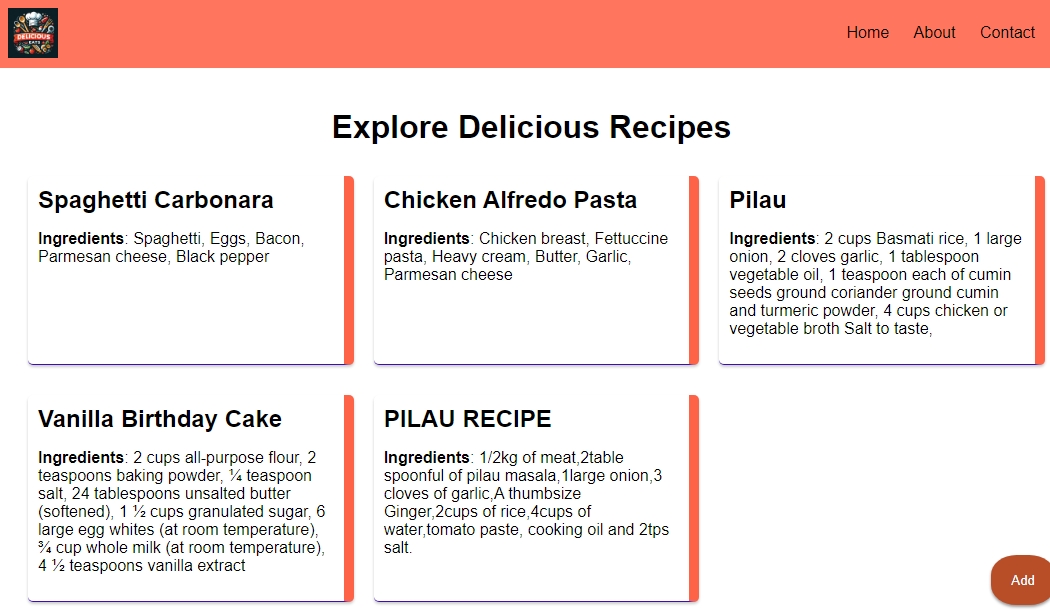 DELICIOUS
EATS
Home About Contact
Explore Delicious Recipes
Spaghetti Carbonara
Ingredients: Spaghetti, Eggs, Bacon,
Parmesan cheese, Black pepper
Chicken Alfredo Pasta
Ingredients: Chicken breast, Fettuccine
pasta, Heavy cream, Butter, Garlic,
Parmesan cheese
Pilau
Ingredients: 2 cups Basmati rice, 1 large
onion, 2 cloves garlic, 1 tablespoon
vegetable oil, 1 teaspoon each of cumin
seeds ground coriander ground cumin
and turmeric powder, 4 cups chicken or
vegetable broth Salt to taste,
Vanilla Birthday Cake
Ingredients: 2 cups all-purpose flour, 2
teaspoons baking powder, ¼ teaspoon
salt, 24 tablespoons unsalted butter
(softened), 1 ½ cups granulated sugar, 6
large egg whites (at room temperature),
¾ cup whole milk (at room temperature),
4 ½ teaspoons vanilla extract
PILAU RECIPE
Ingredients: 1/2kg of meat,2table
spoonful of pilau masala,1large onion,3
cloves of garlic,A thumbsize
Ginger,2cups of rice,4cups of
water,tomato paste, cooking oil and 2tps
salt.
Add